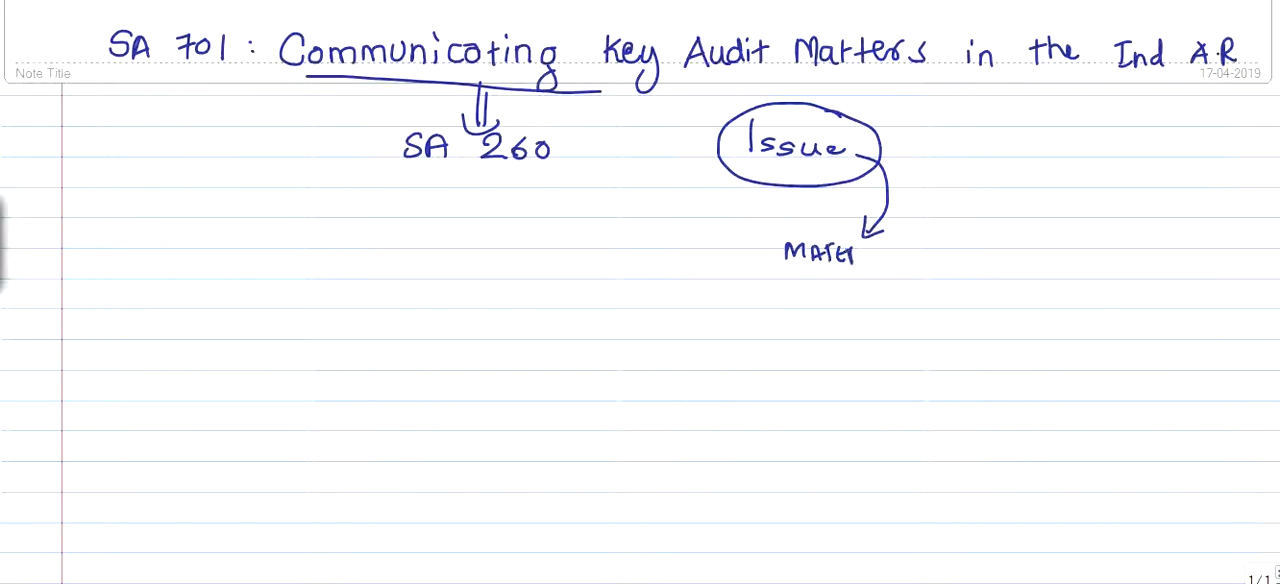 SA 701 : Communicating Key Audit Matters in the Ind A.R
Note Title
17-04-2019
SA 260
Issue
1/1